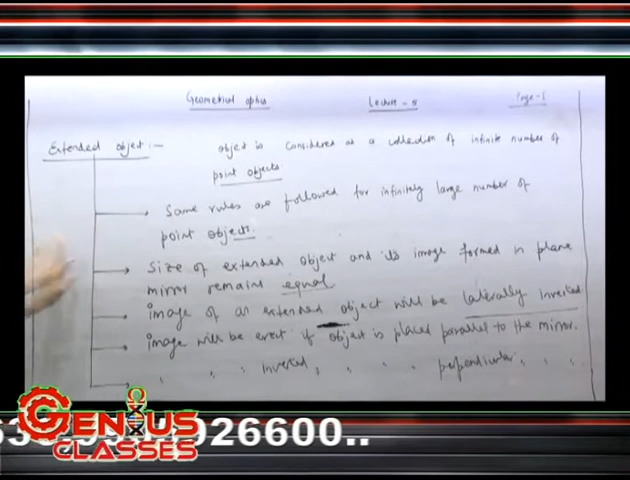 Geometrical optics Lecture - 5 Page-1
Extended object :- object is considered as a collection of infinite number of
point objects
Same rules are followed for infinitely large number of
point objects.
Size of extended object and its image formed in plane
mirror remains equal
image of an extended object will be laterally inverted
image will be erect if object is placed parallel to the mirror.
" " " inverted " " " " perpendicular " " "
GENIUS
CLASSES
926600..